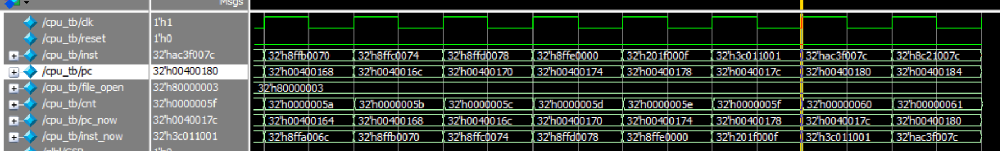 Msgs
/cpu_tb/clk 1'h1
/cpu_tb/reset 1'h0
/cpu_tb/inst 32'hac3f007c 32'h8ffb0070 32'h8ffc0074 32'h8ffd0078 32'h8ffe0000 32'h201f000f 32'h3c011001 32'hac3f007c 32'h8c21007c
/cpu_tb/pc 32'h00400180 32'h00400168 32'h0040016c 32'h00400170 32'h00400174 32'h00400178 32'h0040017c 32'h00400180 32'h00400184
/cpu_tb/file_open 32'h80000003 32'h80000003
/cpu_tb/cnt 32'h0000005f 32'h0000005a 32'h0000005b 32'h0000005c 32'h0000005d 32'h0000005e 32'h0000005f 32'h00000060 32'h00000061
/cpu_tb/pc_now 32'h0040017c 32'h00400164 32'h00400168 32'h0040016c 32'h00400170 32'h00400174 32'h00400178 32'h0040017c 32'h00400180
/cpu_tb/inst_now 32'h3c011001 32'h8ffa006c 32'h8ffb0070 32'h8ffc0074 32'h8ffd0078 32'h8ffe0000 32'h201f000f 32'h3c011001 32'hac3f007c